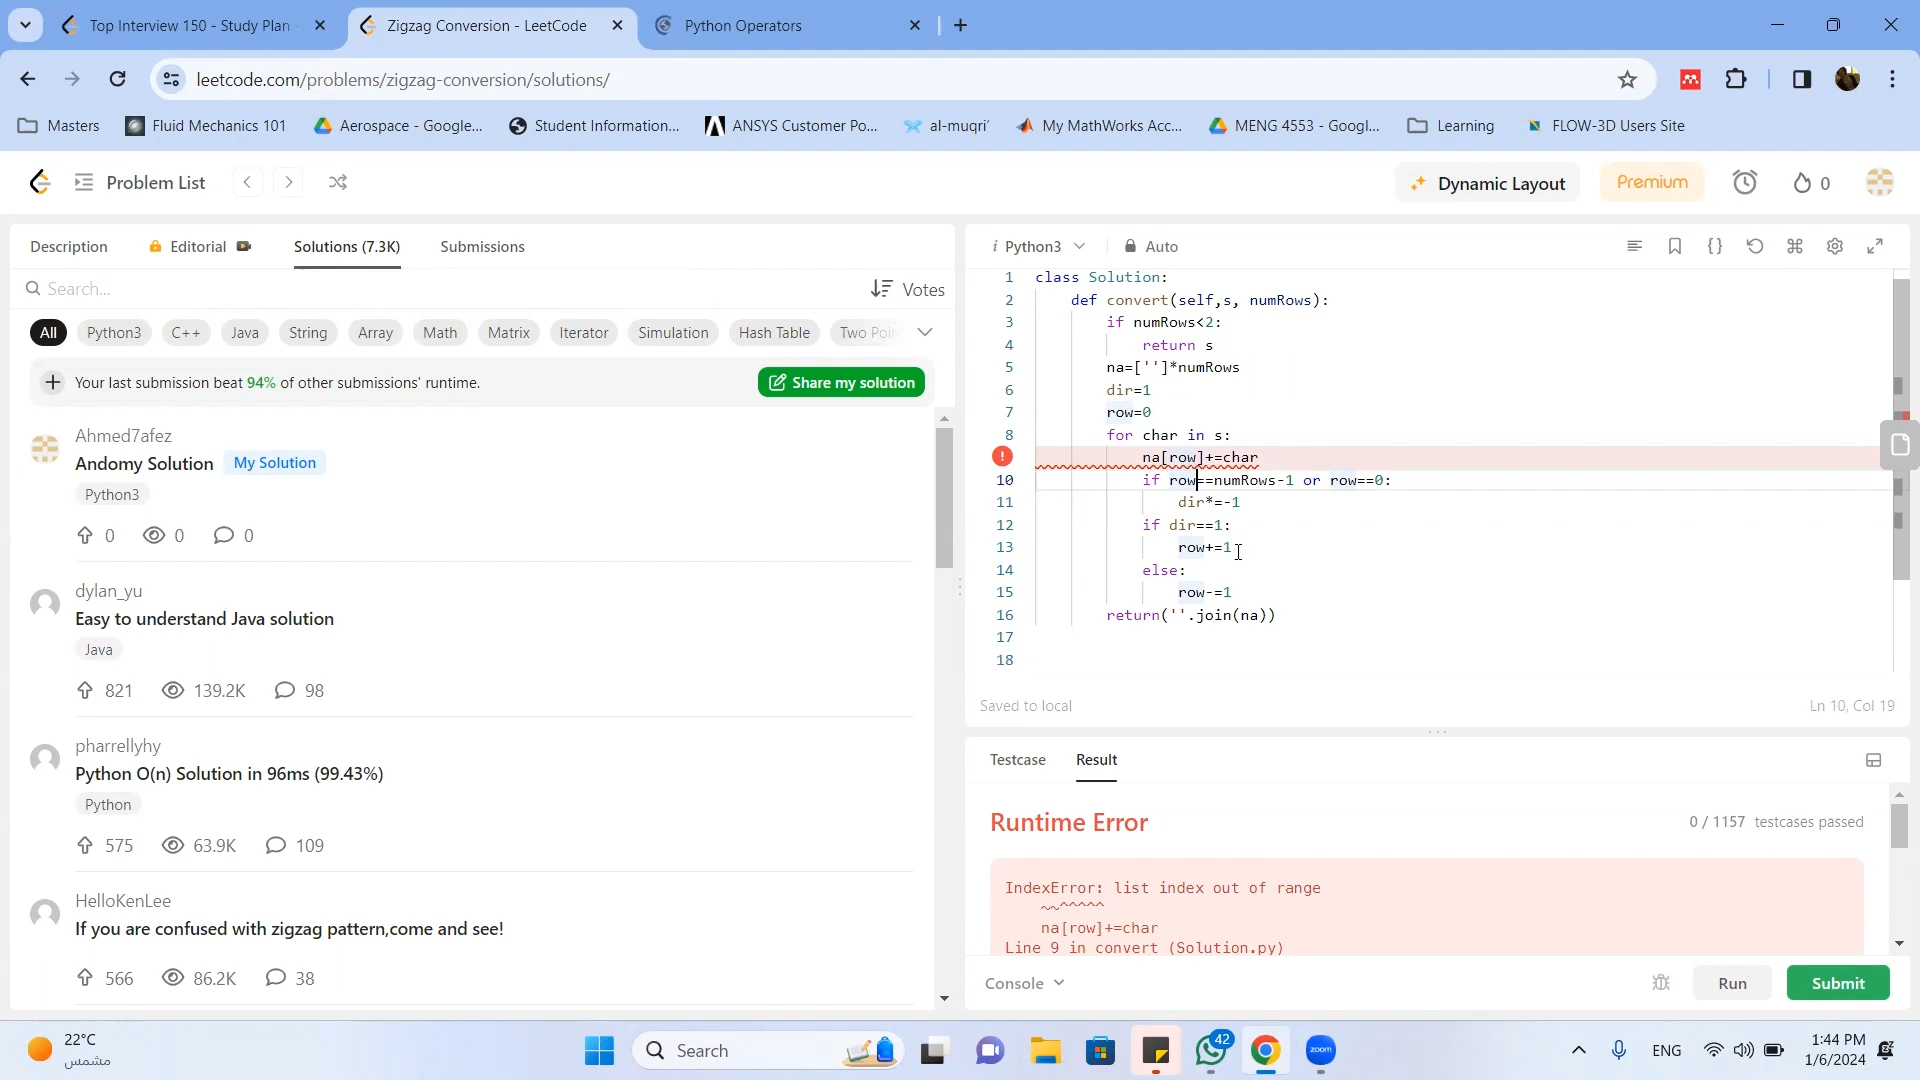 Top Interview 150 - Study Plan
Zigzag Conversion - LeetCode
Python Operators
leetcode.com/problems/zigzag-conversion/solutions/
Masters
Fluid Mechanics 101
Aerospace - Google...
Student Information...
ANSYS Customer Po...
al-muqri'
My MathWorks Acc...
MENG 4553 - Googl...
Learning
FLOW-3D Users Site
Problem List
Dynamic Layout
Premium
0
Description
Editorial
Solutions (7.3K)
Submissions
Search...
Votes
All
Python3
C++
Java
String
Array
Math
Matrix
Iterator
Simulation
Hash Table
Two Poin
Your last submission beat 94% of other submissions' runtime.
Share my solution
Ahmed7afez
Andomy Solution My Solution
Python3
0 0 0
dylan_yu
Easy to understand Java solution
Java
821 139.2K 98
pharrellyhy
Python O(n) Solution in 96ms (99.43%)
Python
575 63.9K 109
HelloKenLee
If you are confused with zigzag pattern,come and see!
566 86.2K 38
i Python3
Auto
1 class Solution:
2 def convert(self,s, numRows):
3 if numRows<2:
4 return s
5 na=['']*numRows
6 dir=1
7 row=0
8 for char in s:
! na[row]+=char
10 if row==numRows-1 or row==0:
11 dir*=-1
12 if dir==1:
13 row+=1
14 else:
15 row-=1
16 return(''.join(na))
17
18
Saved to local
Ln 10, Col 19
Testcase
Result
Runtime Error
0 / 1157 testcases passed
IndexError: list index out of range
~~^^^^^
na[row]+=char
Line 9 in convert (Solution.py)
Console
Run
Submit
22°C
مشمس
Search
42
zoom
ENG
1:44 PM
1/6/2024